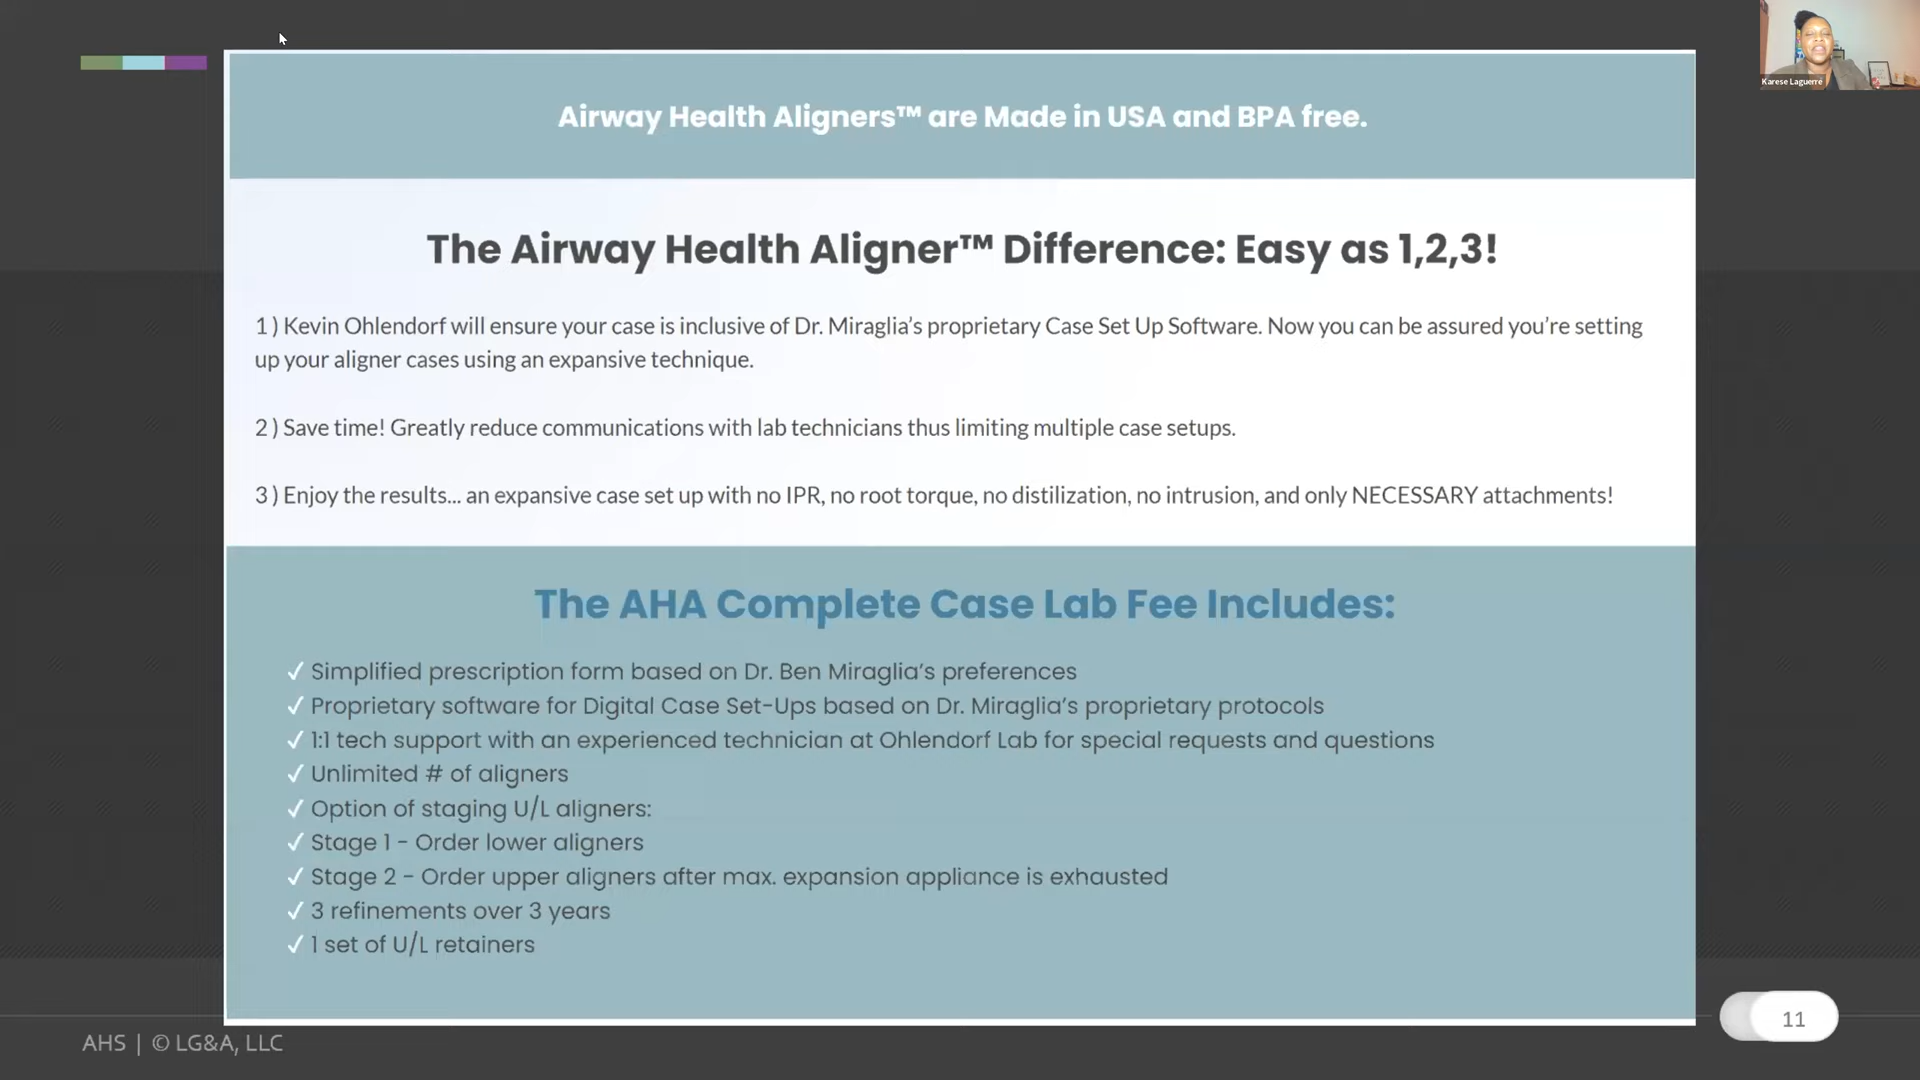 Karese Laguerre
Airway Health Aligners™ are Made in USA and BPA free.
The Airway Health Aligner™ Difference: Easy as 1,2,3!
1 ) Kevin Ohlendorf will ensure your case is inclusive of Dr. Miraglia’s proprietary Case Set Up Software. Now you can be assured you’re setting
up your aligner cases using an expansive technique.
2 ) Save time! Greatly reduce communications with lab technicians thus limiting multiple case setups.
3 ) Enjoy the results... an expansive case set up with no IPR, no root torque, no distilization, no intrusion, and only NECESSARY attachments!
The AHA Complete Case Lab Fee Includes:
✓ Simplified prescription form based on Dr. Ben Miraglia’s preferences
✓ Proprietary software for Digital Case Set-Ups based on Dr. Miraglia’s proprietary protocols
✓ 1:1 tech support with an experienced technician at Ohlendorf Lab for special requests and questions
✓ Unlimited # of aligners
✓ Option of staging U/L aligners:
✓ Stage 1 - Order lower aligners
✓ Stage 2 - Order upper aligners after max. expansion appliance is exhausted
✓ 3 refinements over 3 years
✓ 1 set of U/L retainers
11
AHS | © LG&A, LLC